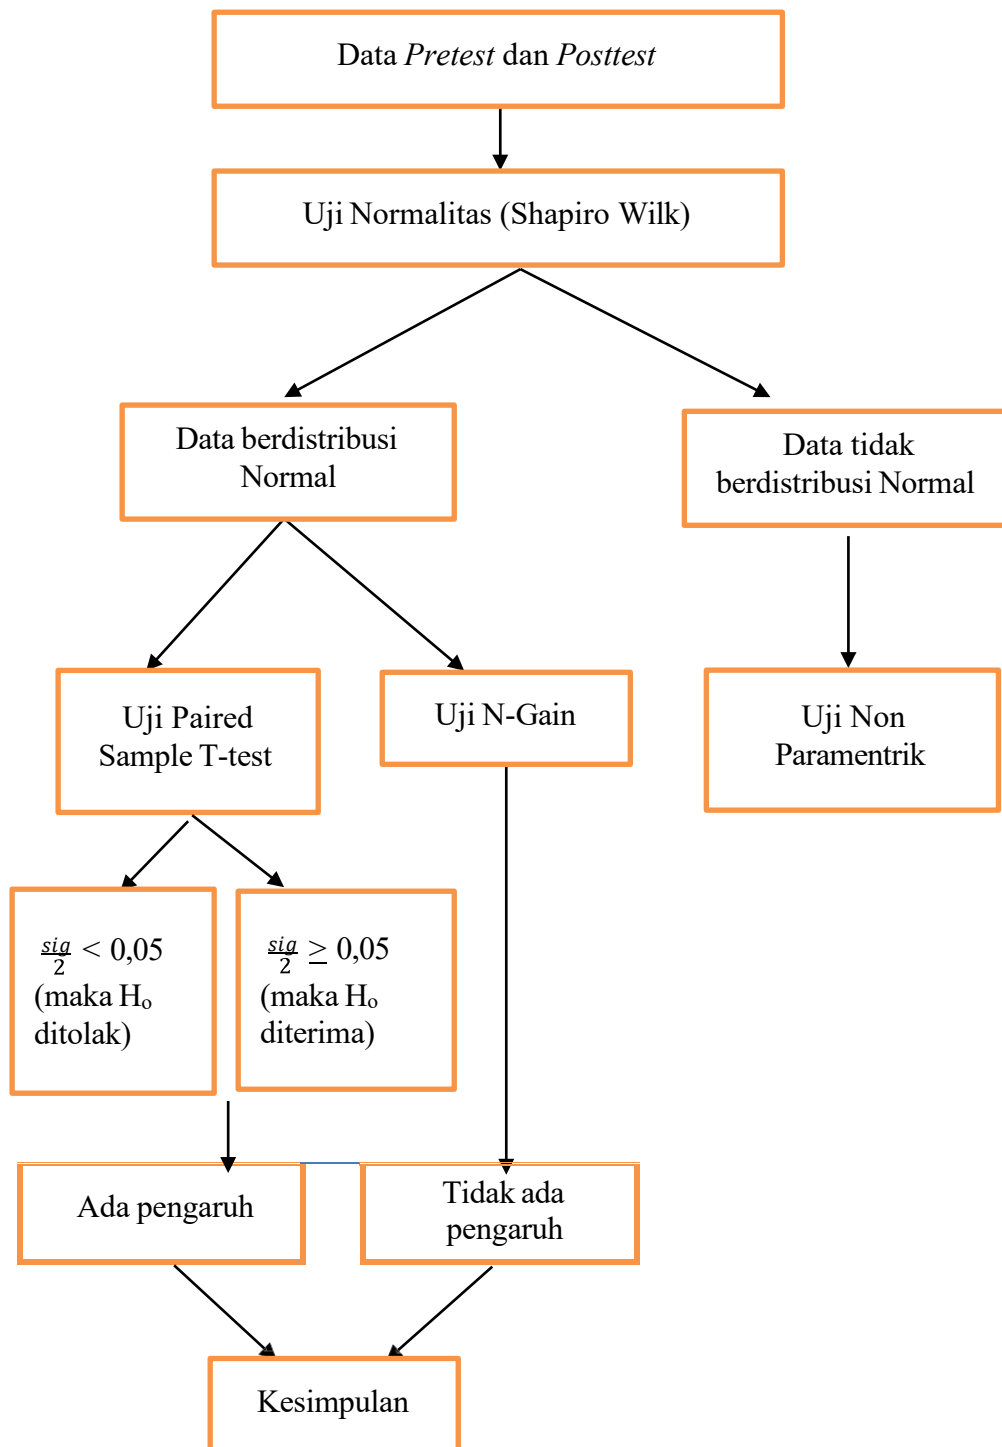 Data Pretest dan Posttest
Uji Normalitas (Shapiro Wilk)
Data berdistribusi
Normal
Data tidak
berdistribusi Normal
Uji Paired
Sample T-test
Uji N-Gain
Uji Non
Paramentrik
sig/2 < 0,05
(maka Hₒ
ditolak)
sig/2 ≥ 0,05
(maka Hₒ
diterima)
Ada pengaruh
Tidak ada
pengaruh
Kesimpulan